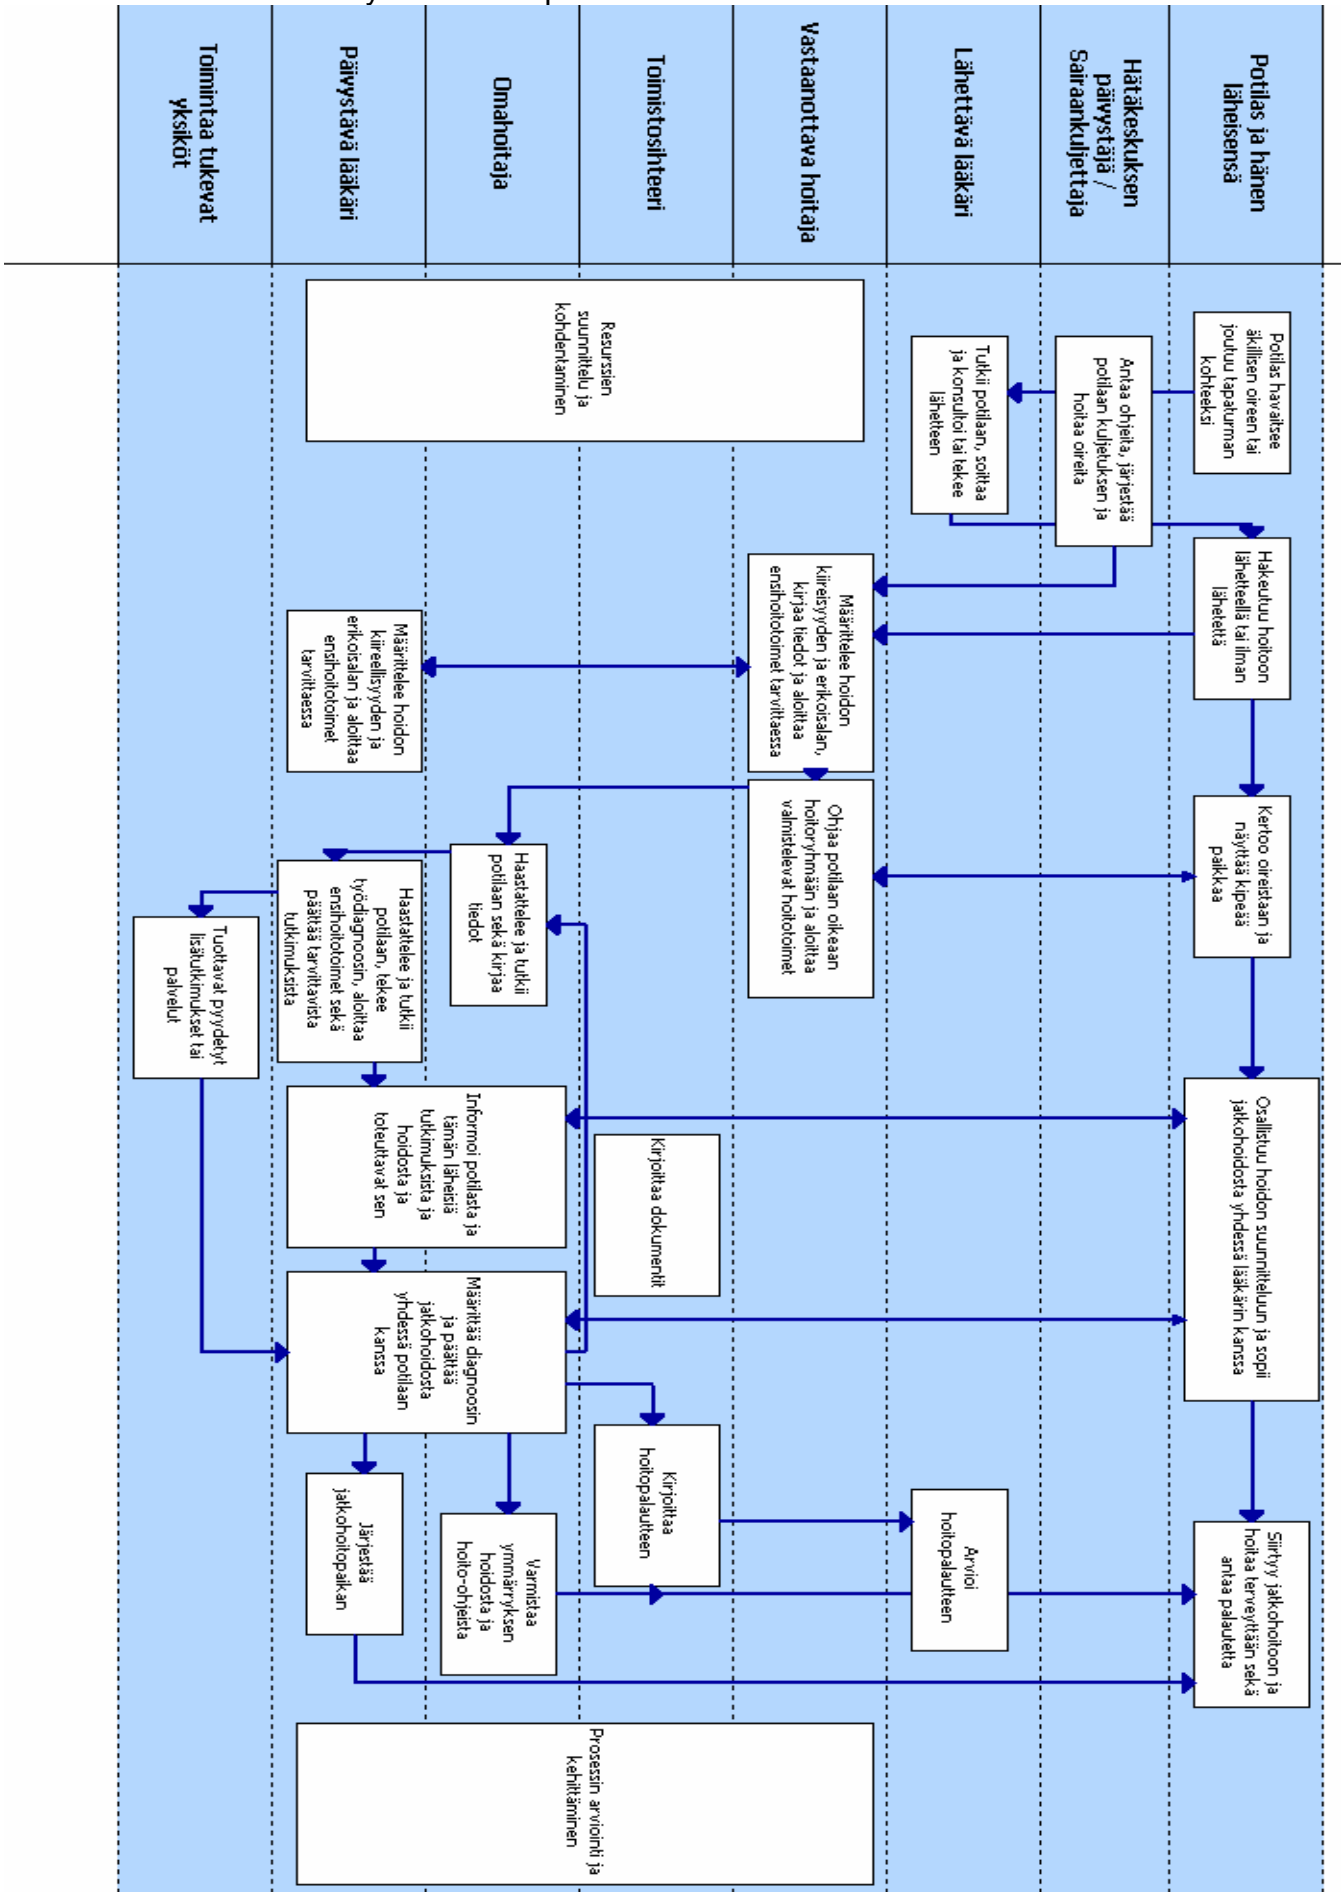 Potilas ja hänen
läheisensä
Hätäkeskuksen
päivystäjä /
Sairaankuljettaja
Lähettävä lääkäri
Vastaanottava hoitaja
Toimistosihteeri
Omahoitaja
Päivystävä lääkäri
Toimintaa tukevat
yksiköt
Potilas havaitsee
äkillisen oireen tai
joutuu tapaturman
kohteeksi
Hakeutuu hoitoon
lähetteellä tai ilman
lähetettä
Kertoo oireistaan ja
näyttää kipeää
paikkaa
Osallistuu hoidon suunnitteluun ja sopii
jatkohoidosta yhdessä lääkärin kanssa
Siirtyy jatkohoitoon ja
hoitaa terveyttään sekä
antaa palautetta
Antaa ohjeita, järjestää
potilaan kuljetuksen ja
hoitaa oireita
Tutkii potilaan, soittaa
ja konsultoi tai tekee
lähetteen
Arvioi
hoitopalautteen
Resurssien
suunnittelu ja
kohdentaminen
Määrittelee hoidon
kiireisyyden ja erikoisalan,
kirjaa tiedot ja aloittaa
ensihoitotoimet tarvittaessa
Ohjaa potilaan oikeaan
hoitoryhmään ja aloittaa
valmistelevat hoitotoimet
Kirjoittaa dokumentit
Kirjoittaa
hoitopalautteen
Haastattelee ja tutkii
potilaan sekä kirjaa
tiedot
Informoi potilasta ja
tämän läheisiä
tutkimuksista ja
hoidosta ja
toteuttavat sen
Määrittää diagnoosin
ja päättää
jatkohoidosta
yhdessä potilaan
kanssa
Varmistaa
ymmärryksen
hoidosta ja
hoito-ohjeista
Määrittelee hoidon
kiireellisyyden ja
erikoisalan ja aloittaa
ensihoitotoimet
tarvittaessa
Haastattelee ja tutkii
potilaan, tekee
työdiagnoosin, aloittaa
ensihoitotoimet sekä
päättää tarvittavista
tutkimuksista
Järjestää
jatkohoitopaikan
Tuottavat pyydetyt
lisätutkimukset tai
palvelut
Prosessin arviointi ja
kehittäminen